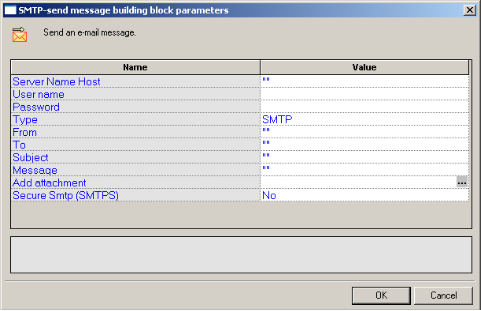 SMTP-send message building block parameters
Send an e-mail message.
Name Value
Server Name Host ""
User name
Password
Type SMTP
From ""
To ""
Subject ""
Message ""
Add attachment ...
Secure Smtp (SMTPS) No
OK Cancel